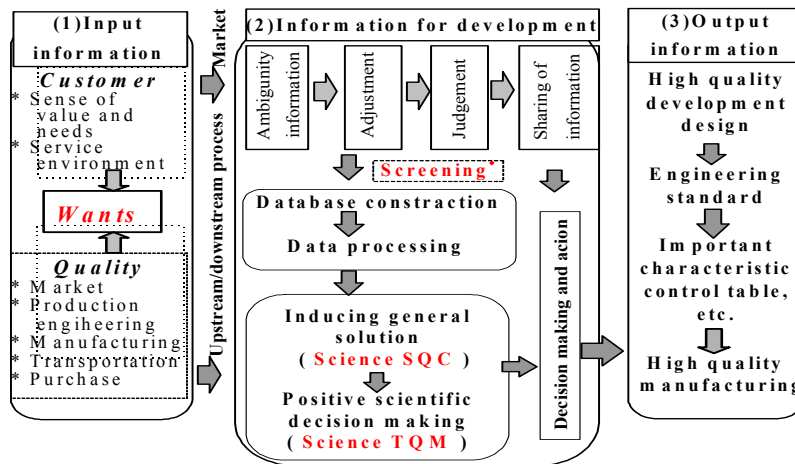 (1)Input
information
Customer
* Sense of
value and
needs
* Service
environment
Wants
Quality
* Market
* Production
engiheering
* Manufacturing
* Transportation
* Purchase
Market
Upstream/downstream process
(2)Information for development
Ambigunity
information
Adjustment
Judgement
Sharing of
information
Screening*
Database constraction
Data processing
Inducing general
solution
( Science SQC )
Positive scientific
decision making
( Science TQM )
Decision making and acion
(3)Output
information
High quality
development
design
Engineering
standard
Important
characteristic
control table,
etc.
High quality
manufacturing